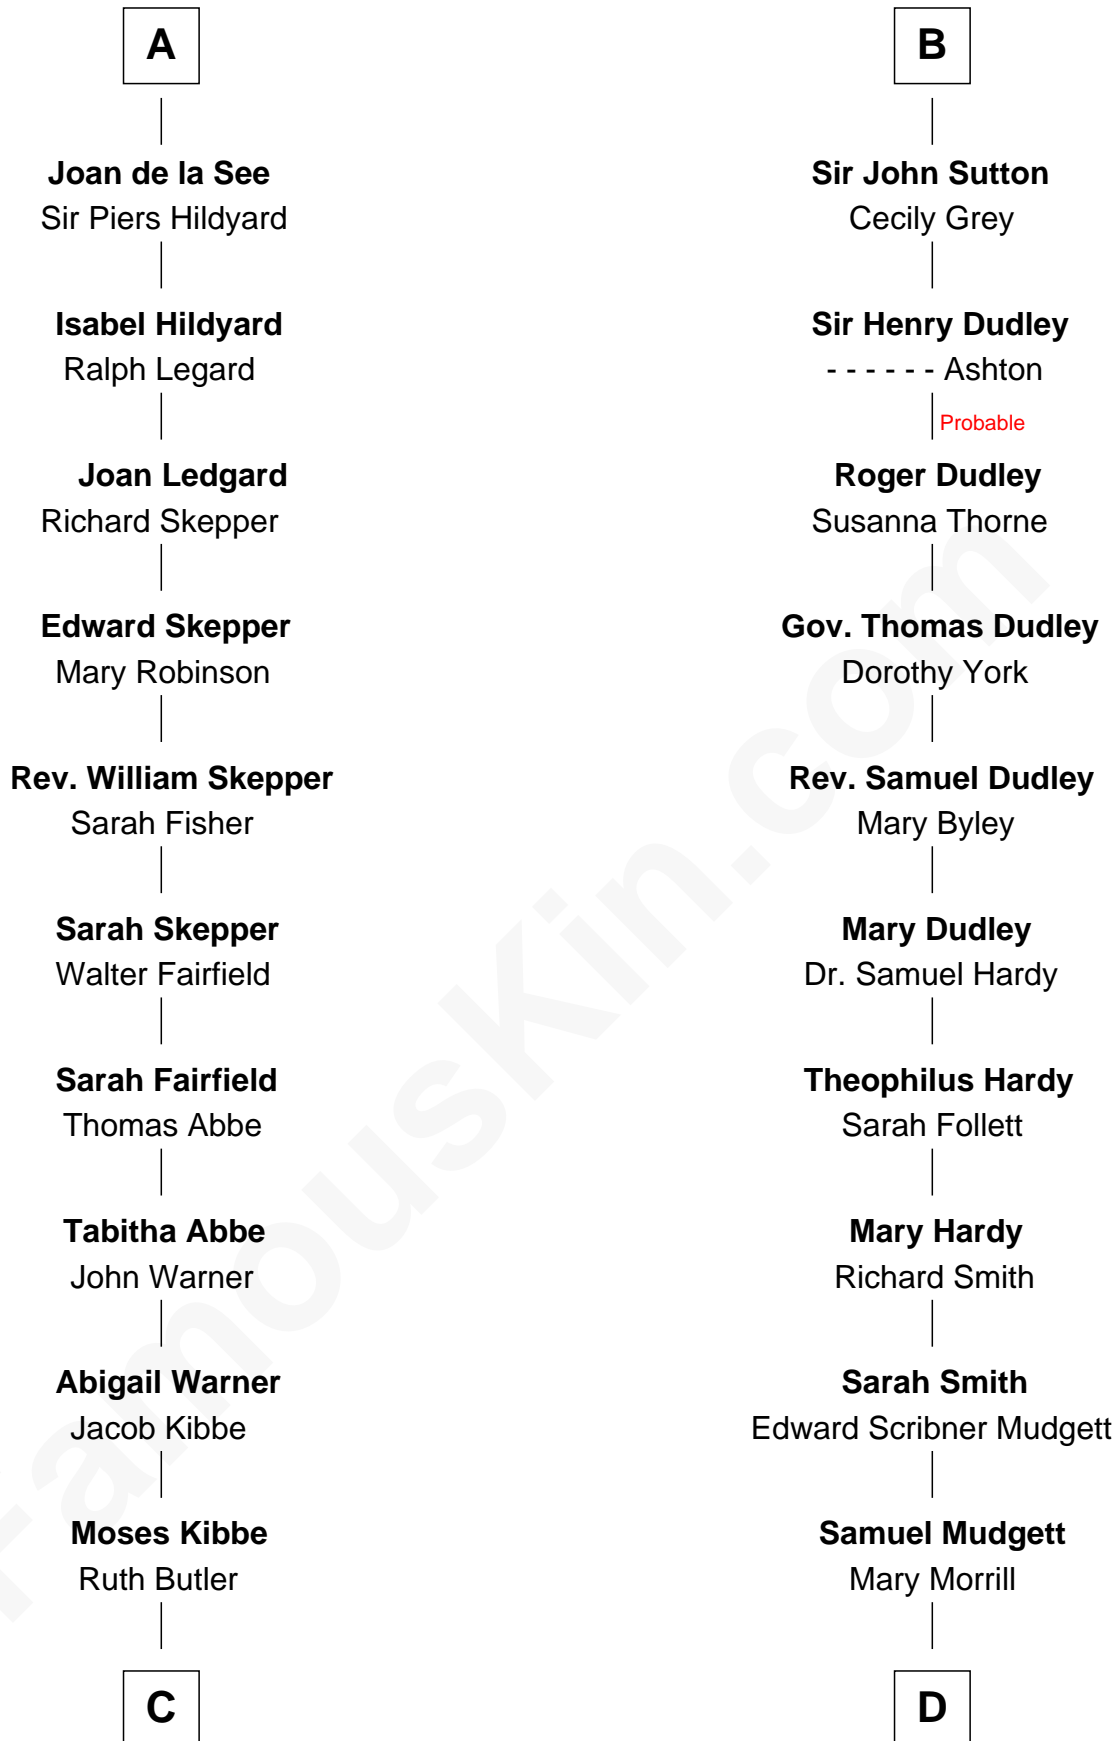 A
Joan de la See
Sir Piers Hildyard
Isabel Hildyard
Ralph Legard
Joan Ledgard
Richard Skepper
Edward Skepper
Mary Robinson
Rev. William Skepper
Sarah Fisher
Sarah Skepper
Walter Fairfield
Sarah Fairfield
Thomas Abbe
Tabitha Abbe
John Warner
Abigail Warner
Jacob Kibbe
Moses Kibbe
Ruth Butler
C
B
Sir John Sutton
Cecily Grey
Sir Henry Dudley
- - - - - - Ashton
Probable
Roger Dudley
Susanna Thorne
Gov. Thomas Dudley
Dorothy York
Rev. Samuel Dudley
Mary Byley
Mary Dudley
Dr. Samuel Hardy
Theophilus Hardy
Sarah Follett
Mary Hardy
Richard Smith
Sarah Smith
Edward Scribner Mudgett
Samuel Mudgett
Mary Morrill
D
FamousKin.com